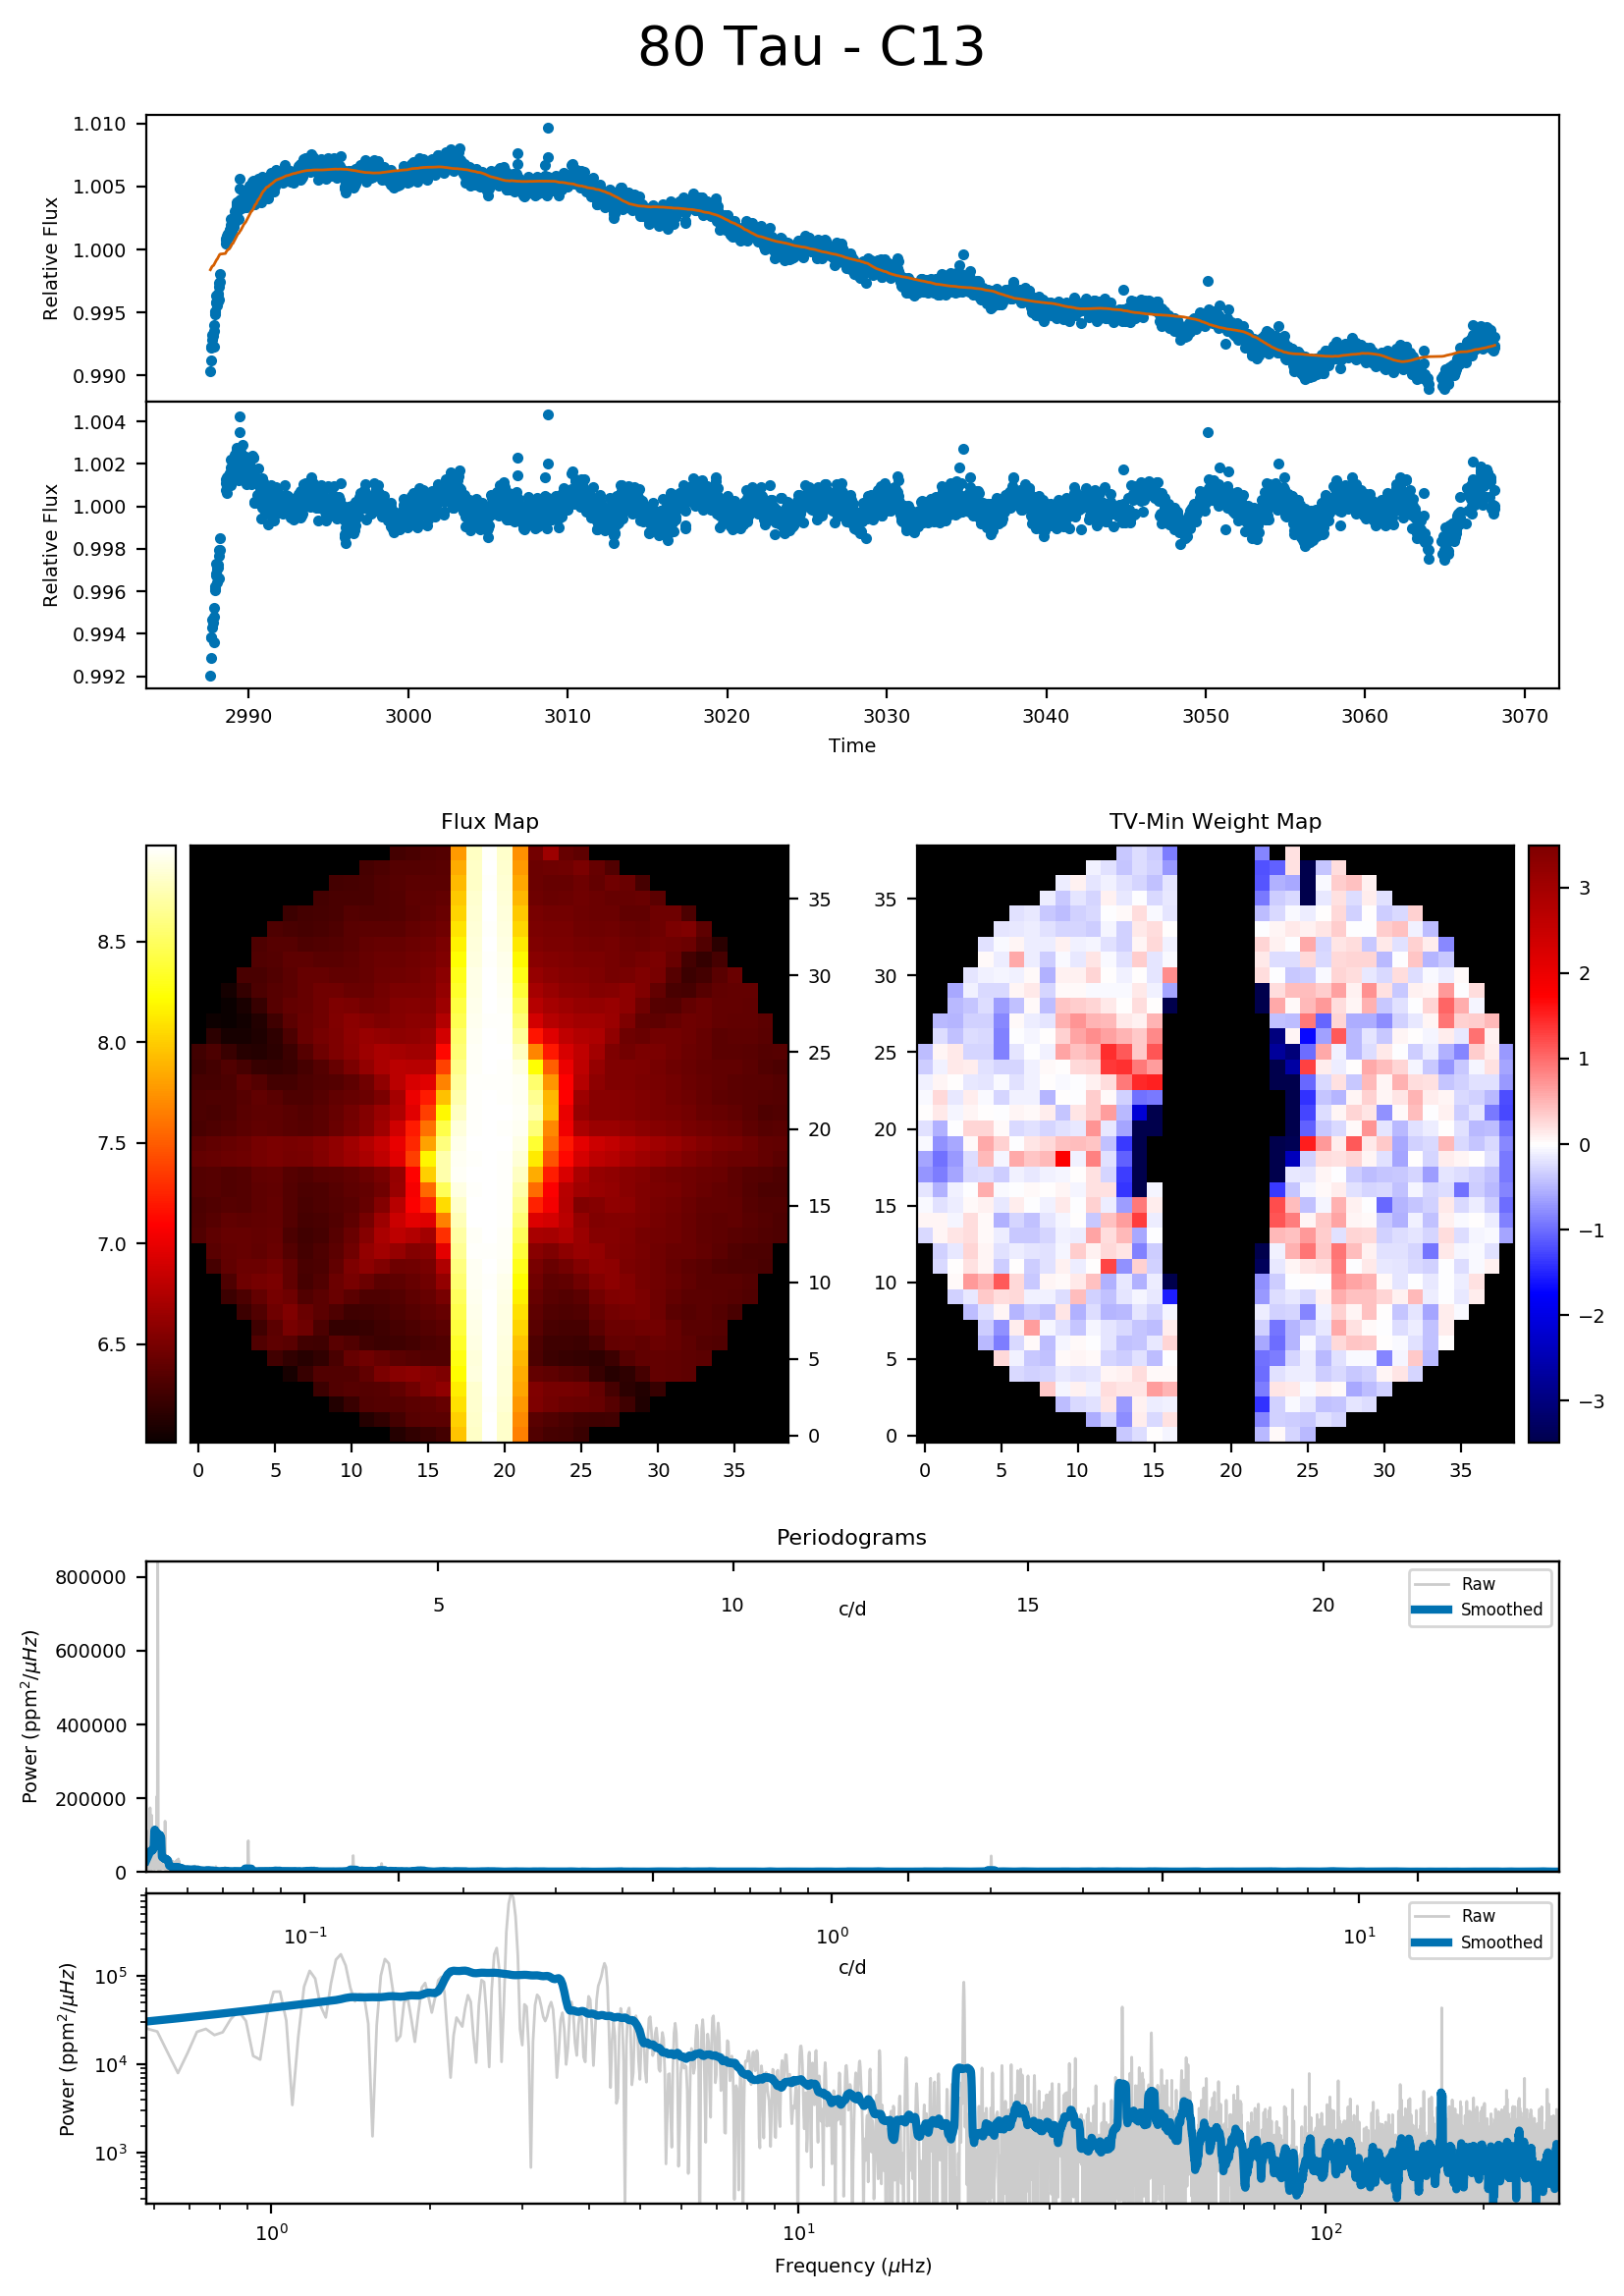 80 Tau - C13
1.010
1.005
1.000
0.995
0.990
Relative Flux
1.004
1.002
1.000
0.998
0.996
0.994
0.992
Relative Flux
2990 3000 3010 3020 3030 3040 3050 3060 3070
Time
Flux Map
TV-Min Weight Map
8.5
8.0
7.5
7.0
6.5
35
30
25
20
15
10
5
0
0 5 10 15 20 25 30 35
35
30
25
20
15
10
5
0
0 5 10 15 20 25 30 35
3
2
1
0
−1
−2
−3
Periodograms
800000
600000
400000
200000
0
Power (ppm²/μHz)
5 10 15 20
c/d
Raw
Smoothed
10⁻¹ 10⁰ 10¹
c/d
Raw
Smoothed
10⁵
10⁴
10³
Power (ppm²/μHz)
10⁰ 10¹ 10²
Frequency (μHz)